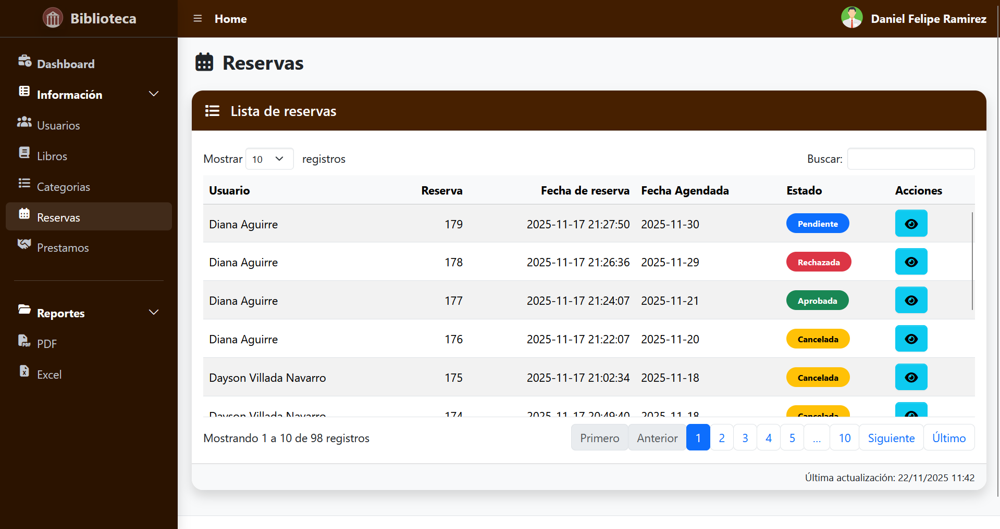 Biblioteca
Home
Daniel Felipe Ramirez
Dashboard
Información
Usuarios
Libros
Categorias
Reservas
Prestamos
Reportes
PDF
Excel
Reservas
Lista de reservas
Mostrar 10 registros
Buscar:
Usuario Reserva Fecha de reserva Fecha Agendada Estado Acciones
Diana Aguirre 179 2025-11-17 21:27:50 2025-11-30 Pendiente
Diana Aguirre 178 2025-11-17 21:26:36 2025-11-29 Rechazada
Diana Aguirre 177 2025-11-17 21:24:07 2025-11-21 Aprobada
Diana Aguirre 176 2025-11-17 21:22:07 2025-11-20 Cancelada
Dayson Villada Navarro 175 2025-11-17 21:02:34 2025-11-18 Cancelada
Dayson Villada Navarro 174 2025-11-17 20:49:40 2025-11-18 Cancelada
Mostrando 1 a 10 de 98 registros
Primero Anterior 1 2 3 4 5 … 10 Siguiente Último
Última actualización: 22/11/2025 11:42